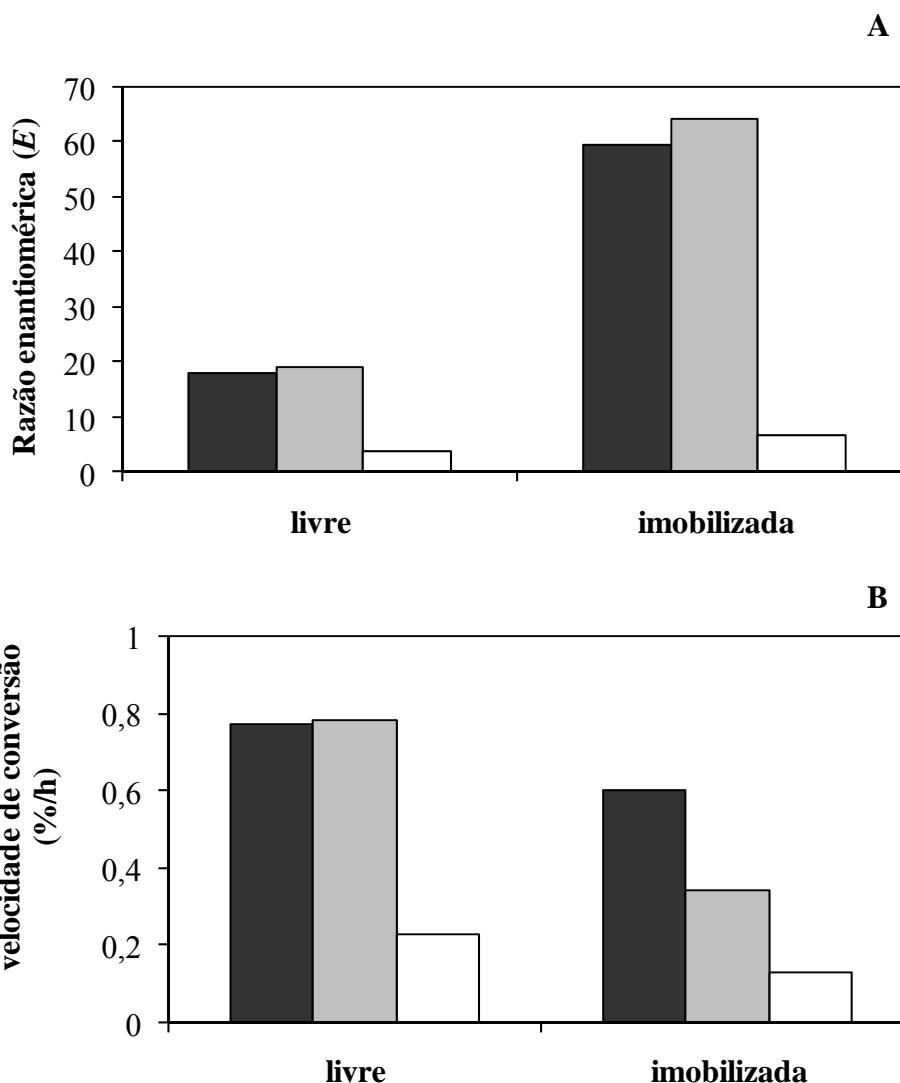 A
Razão enantiomérica (E)
70
60
50
40
30
20
10
0
livre
imobilizada
B
velocidade de conversão
(%/h)
1
0,8
0,6
0,4
0,2
0
livre
imobilizada